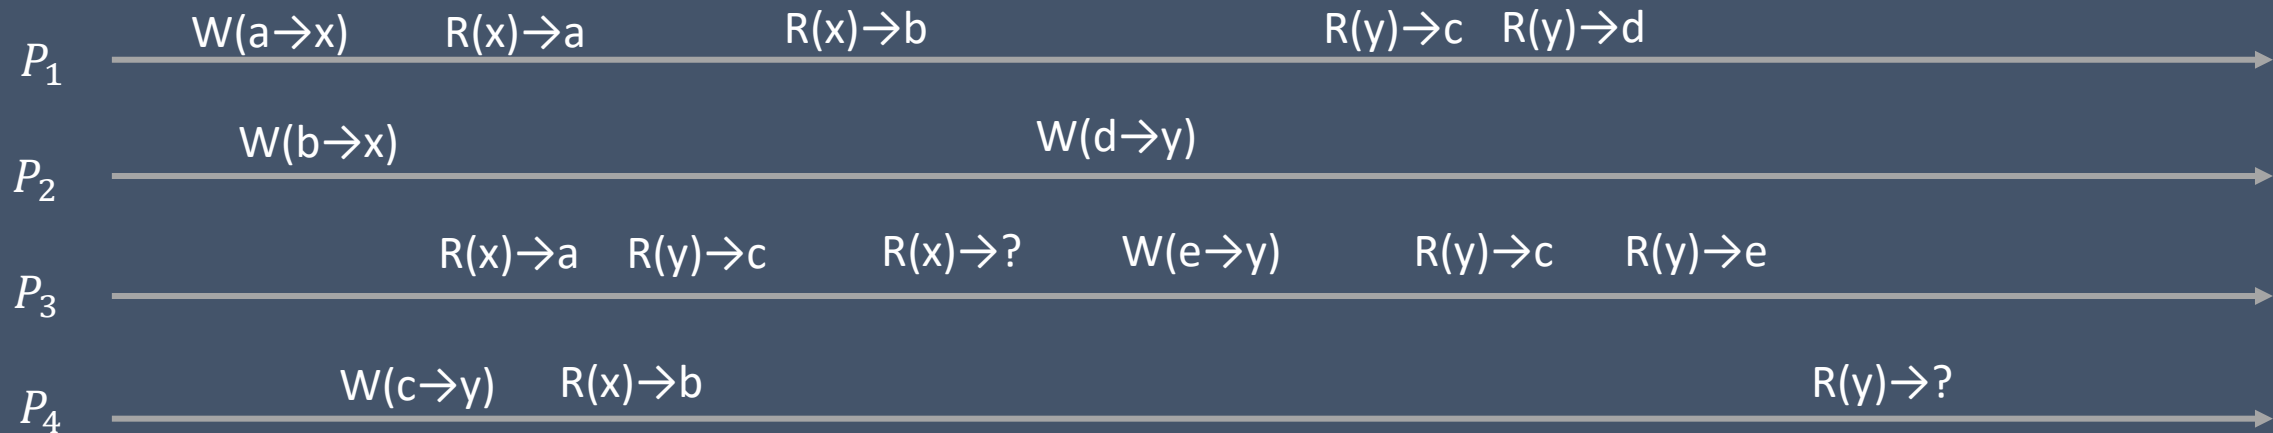 P₁ W(a→x) R(x)→a R(x)→b R(y)→c R(y)→d
P₂ W(b→x) W(d→y)
P₃ R(x)→a R(y)→c R(x)→? W(e→y) R(y)→c R(y)→e
P₄ W(c→y) R(x)→b R(y)→?